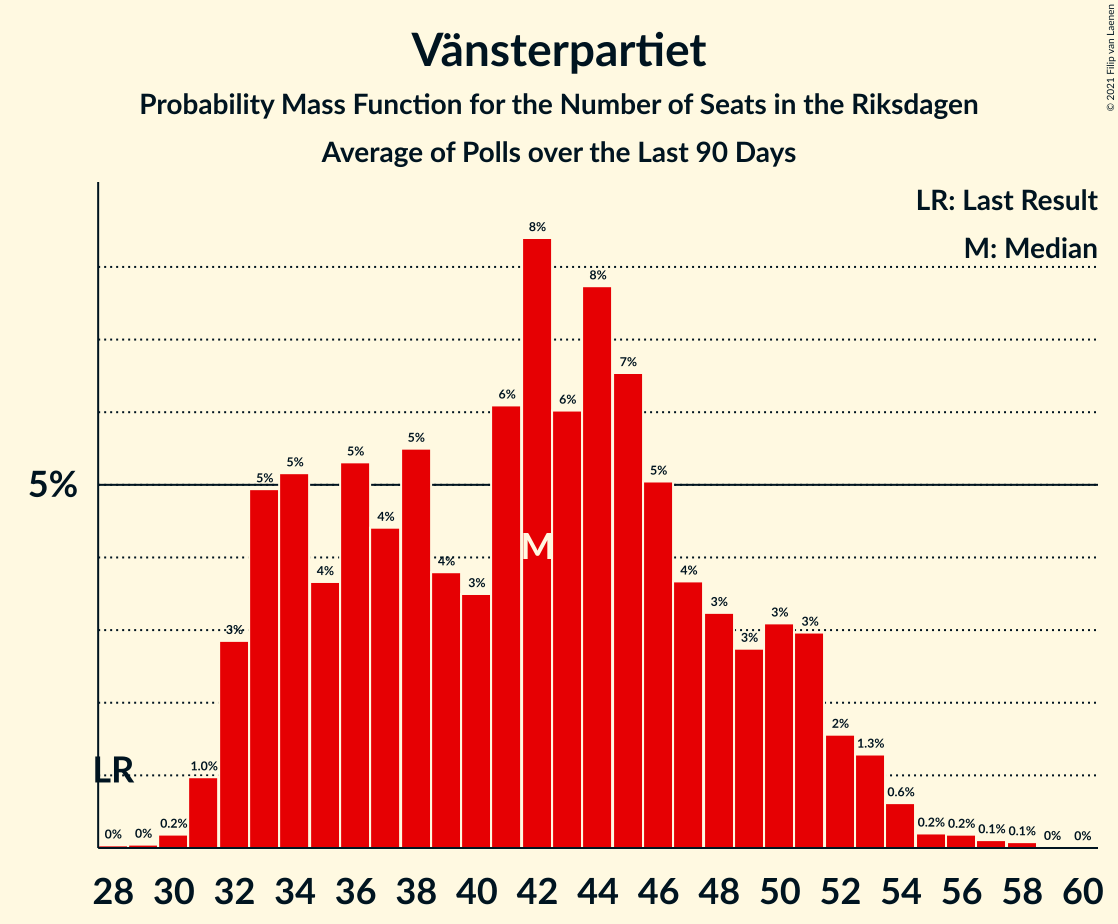 Vänsterpartiet
Probability Mass Function for the Number of Seats in the Riksdagen
Average of Polls over the Last 90 Days
© 2021 Filip van Laenen
LR: Last Result
M: Median
5%
LR
M
0% 0% 0.2% 1.0% 3% 5% 5% 4% 5% 4% 5% 4% 3% 6% 8% 6% 8% 7% 5% 4% 3% 3% 3% 3% 2% 1.3% 0.6% 0.2% 0.2% 0.1% 0.1% 0% 0%
28 30 32 34 36 38 40 42 44 46 48 50 52 54 56 58 60